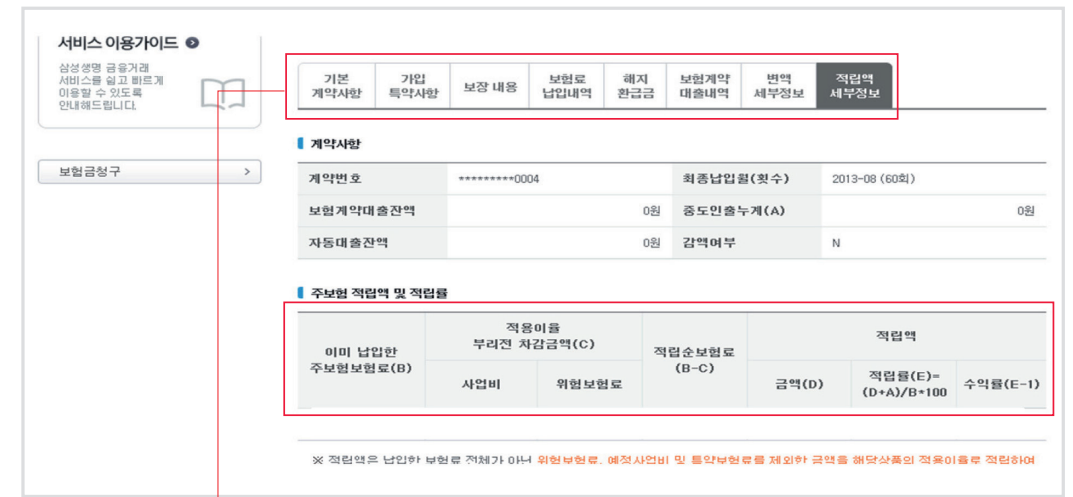 서비스 이용가이드
삼성생명 금융거래
서비스를 쉽고 빠르게
이용할 수 있도록
안내해드립니다.
보험금청구 >
기본 계약사항
가입 특약사항
보장 내용
보험료 납입내역
해지 환급금
보험계약 대출내역
변액 세부정보
적립액 세부정보
계약사항
계약번호 *********0004 최종납입월(횟수) 2013-08 (60회)
보험계약대출잔액 0원 중도인출누계(A) 0원
자동대출잔액 0원 감액여부 N
주보험 적립액 및 적립률
이미 납입한 주보험보험료(B)
적용이율 부리전 차감금액(C)
사업비 위험보험료
적립순보험료 (B-C)
적립액
금액(D) 적립률(E)= (D+A)/B*100 수익률(E-1)
※ 적립액은 납입한 보험료 전체가 아닌 위험보험료, 예정사업비 및 특약보험료를 제외한 금액을 해당상품의 적용이율로 적립하여